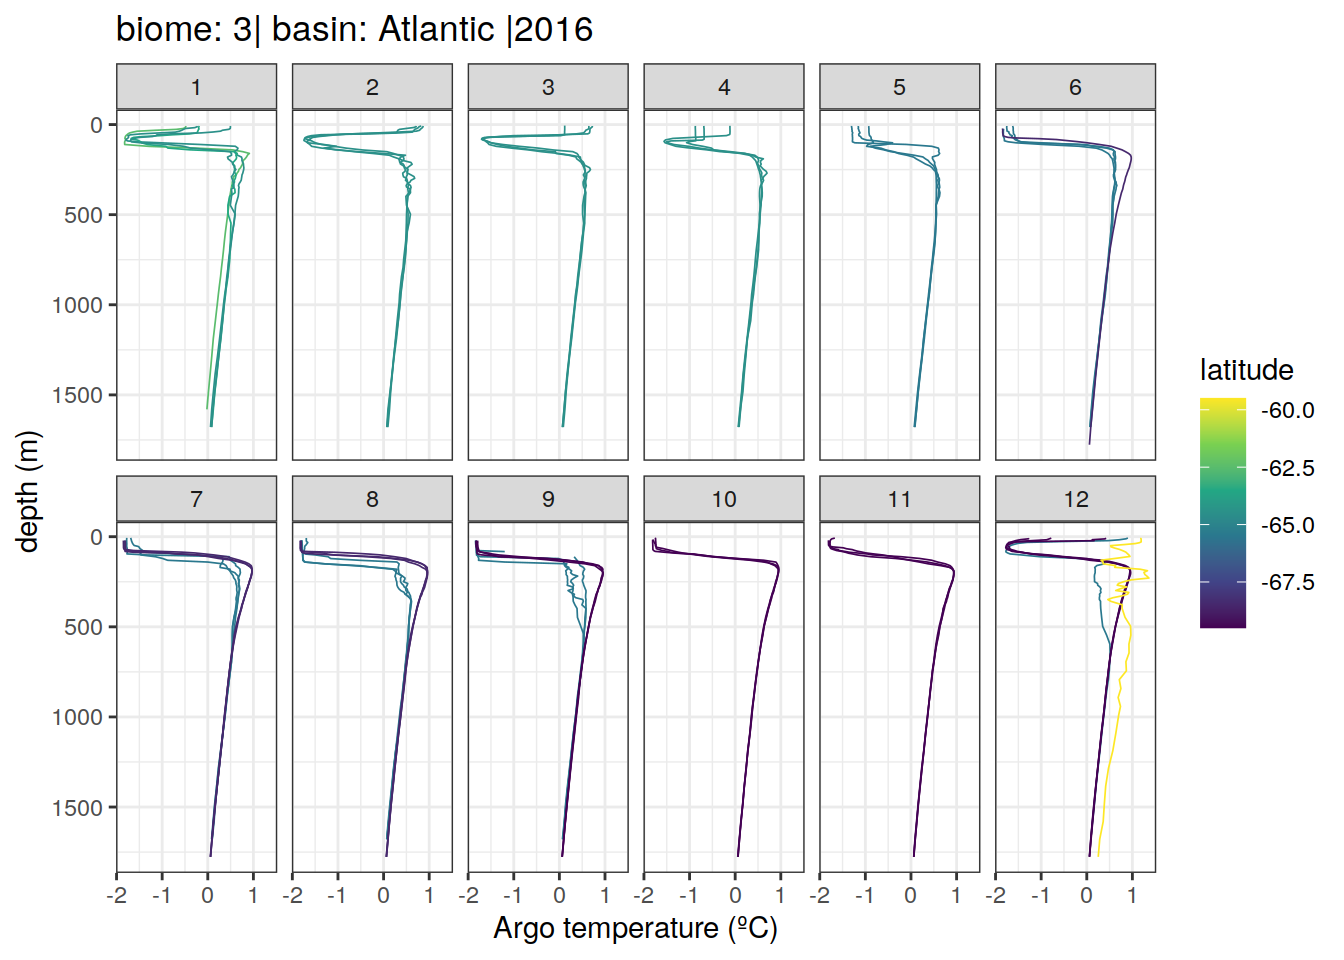 biome: 3| basin: Atlantic |2016
1 2 3 4 5 6
0
500
1000
1500
7 8 9 10 11 12
0
500
1000
1500
-2 -1 0 1 -2 -1 0 1 -2 -1 0 1 -2 -1 0 1 -2 -1 0 1 -2 -1 0 1
Argo temperature (ºC)
depth (m)
latitude
-60.0
-62.5
-65.0
-67.5